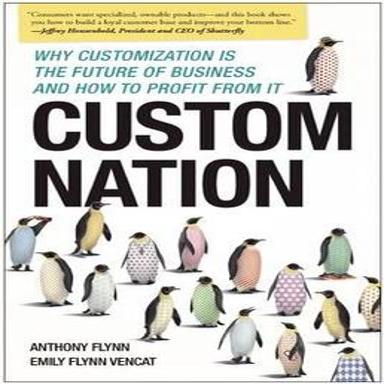 "Consumers want specialized, ownable products—and this book shows
you how to build a loyal customer base and improve your bottom line."
—Jeffrey Housenbold, President and CEO of Shutterfly
WHY CUSTOMIZATION IS
THE FUTURE OF BUSINESS
AND HOW TO PROFIT FROM IT
CUSTOM
NATION
ANTHONY FLYNN
EMILY FLYNN VENCAT